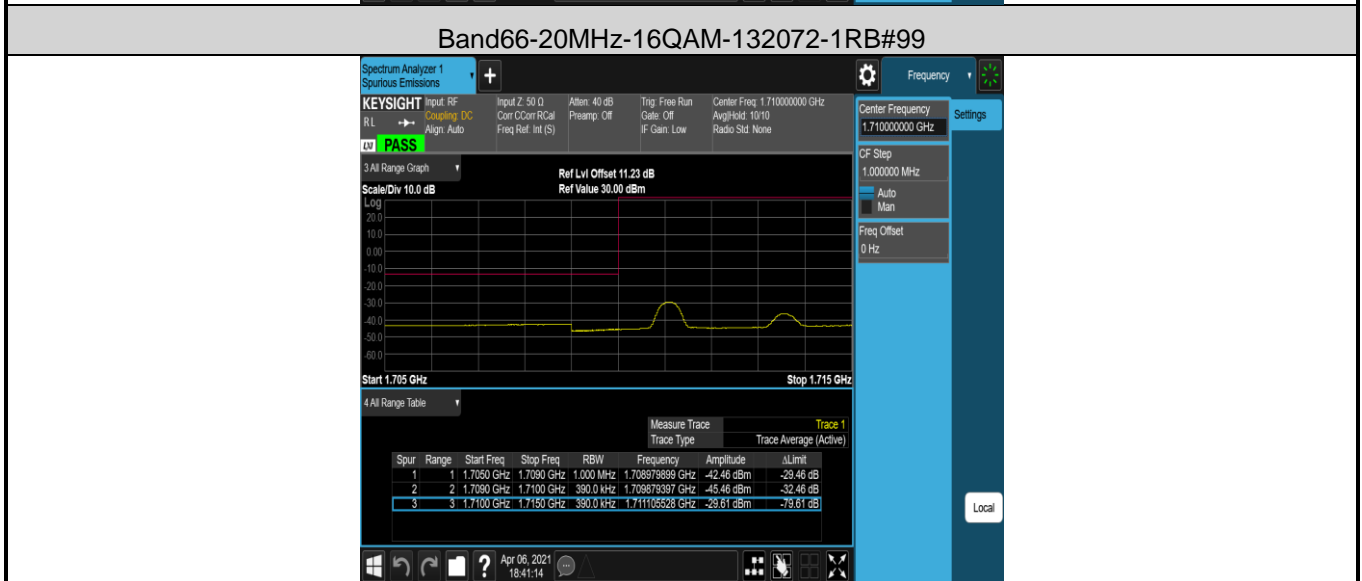 Band66-20MHz-16QAM-132072-1RB#99
Spectrum Analyzer 1
Spurious Emissions
+
Frequency
KEYSIGHT Input: RF Input Z: 50 Ω Atten: 40 dB Trig: Free Run Center Freq: 1.710000000 GHz
RL Coupling: DC Corr CCorr RCal Preamp: Off Gate: Off Avg|Hold: 10/10
Align: Auto Freq Ref: Int (S) IF Gain: Low Radio Std: None
LXI PASS
Center Frequency
1.710000000 GHz
Settings
CF Step
1.000000 MHz
Auto
Man
Freq Offset
0 Hz
3 All Range Graph
Ref Lvl Offset 11.23 dB
Scale/Div 10.0 dB Ref Value 30.00 dBm
Log
20.0
10.0
0.00
-10.0
-20.0
-30.0
-40.0
-50.0
-60.0
Start 1.705 GHz Stop 1.715 GHz
4 All Range Table
Measure Trace Trace 1
Trace Type Trace Average (Active)
Spur Range Start Freq Stop Freq RBW Frequency Amplitude ΔLimit
1 1 1.7050 GHz 1.7090 GHz 1.000 MHz 1.708979899 GHz -42.46 dBm -29.46 dB
2 2 1.7090 GHz 1.7100 GHz 390.0 kHz 1.709879397 GHz -45.46 dBm -32.46 dB
3 3 1.7100 GHz 1.7150 GHz 390.0 kHz 1.711105528 GHz -29.61 dBm -79.61 dB
Local
? Apr 06, 2021
18:41:14